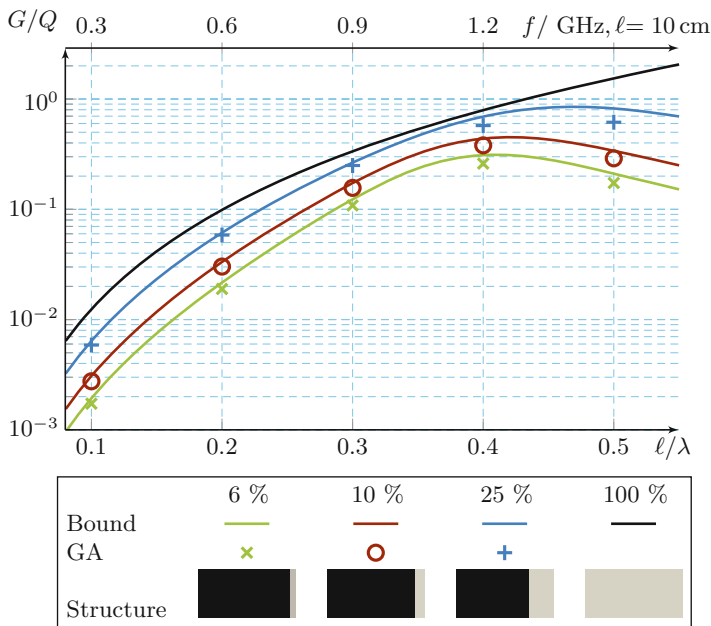 G/Q 0.3 0.6 0.9 1.2 f/ GHz, ℓ= 10 cm
10⁰
10⁻¹
10⁻²
10⁻³
0.1 0.2 0.3 0.4 0.5 ℓ/λ
6 % 10 % 25 % 100 %
Bound
GA
Structure